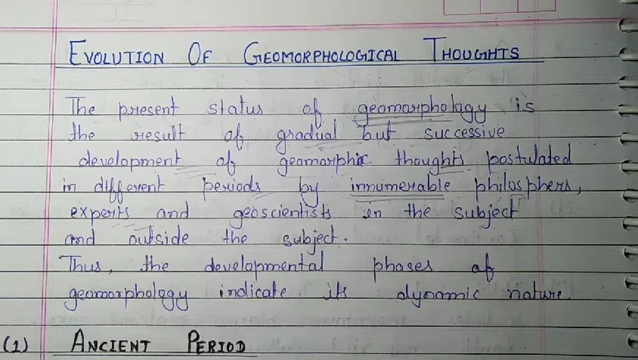 EVOLUTION OF GEOMORPHOLOGICAL THOUGHTS
The present status of geomorphology is
the result of gradual but successive
development of geomorphic thoughts postulated
in different periods by innumerable philosphers,
experts and geoscientists in the subject
and outside the subject.
Thus, the developmental phases of
geomorphology indicate its dynamic nature.
(1) ANCIENT PERIOD